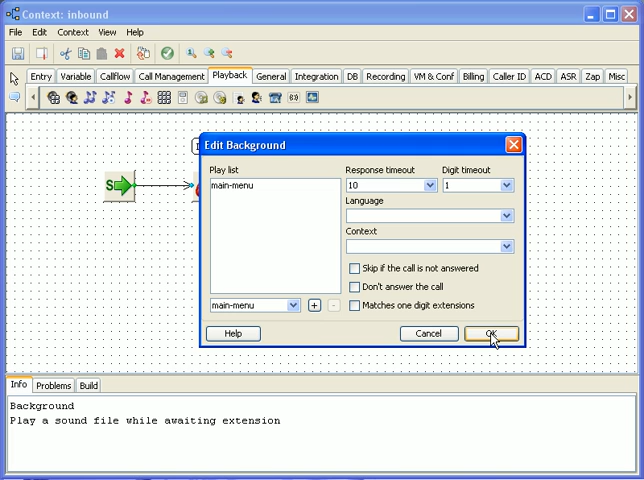 Context: inbound
File Edit Context View Help
Entry Variable Callflow Call Management Playback General Integration DB Recording VM & Conf Billing Caller ID ACD ASR Zap Misc
Edit Background
Play list
Response timeout Digit timeout
main-menu
10 1
Language
Context
S
Skip if the call is not answered
Don't answer the call
main-menu + -
Matches one digit extensions
Help Cancel OK
Info Problems Build
Background
Play a sound file while awaiting extension